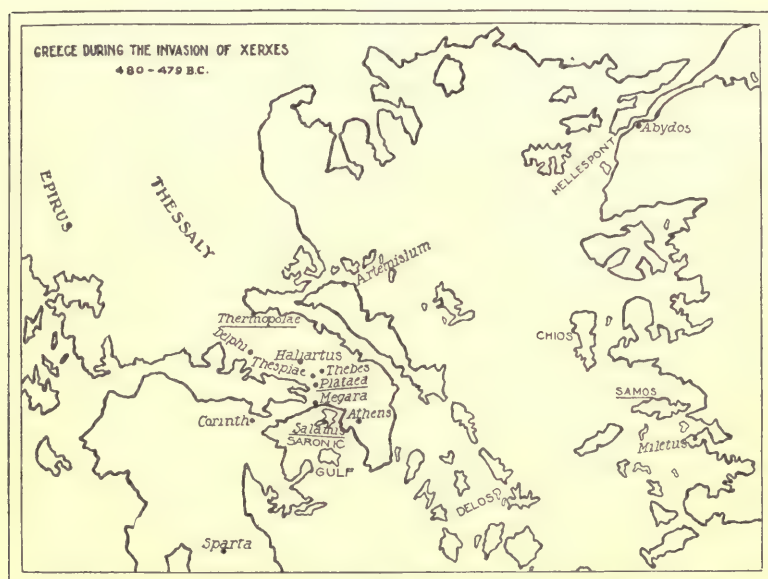 GREECE DURING THE INVASION OF XERXES
480-479 B.C.
Abydos
HELLESPONT
EPIRUS
THESSALY
Artemisium
Thermopolae
Delphi
Haliartus
Thespiae
Thebes
Plataea
Megara
CHIOS
SAMOS
Corinth
Athens
Salamis
SARONIC
GULF
Miletus
DELOS
Sparta